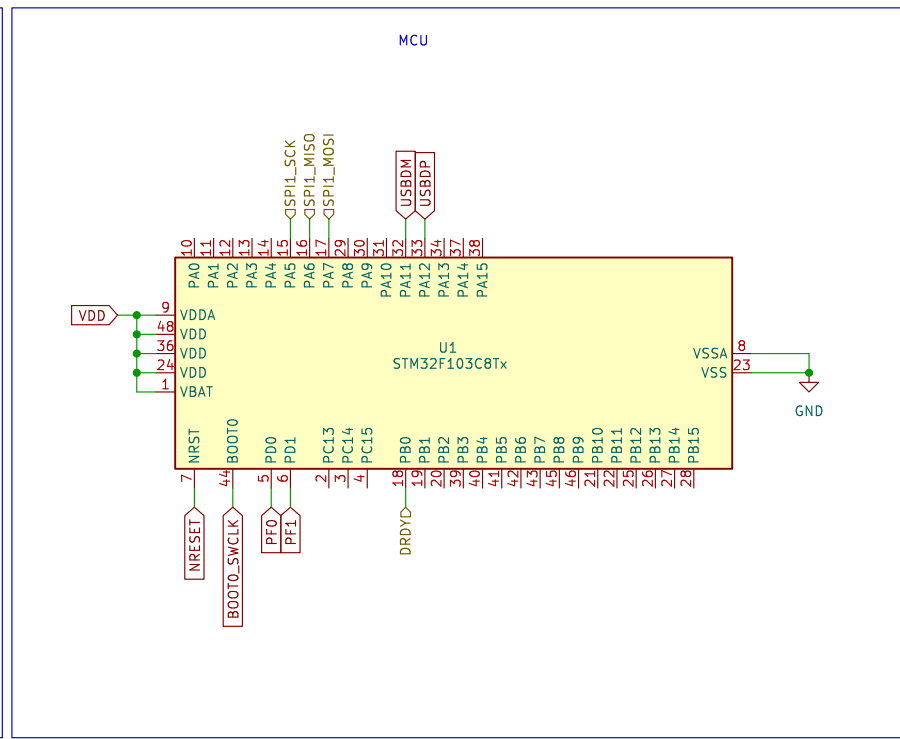 MCU
SPI1_SCK
SPI1_MISO
SPI1_MOSI
USBDM
USBDP
10
11
12
13
14
15
16
17
29
30
31
32
33
34
37
38
PA0
PA1
PA2
PA3
PA4
PA5
PA6
PA7
PA8
PA9
PA10
PA11
PA12
PA13
PA14
PA15
VDD
9 VDDA
48 VDD
36 VDD
24 VDD
1 VBAT
U1
STM32F103C8Tx
VSSA 8
VSS 23
GND
NRST
BOOT0
PD0
PD1
PC13
PC14
PC15
PB0
PB1
PB2
PB3
PB4
PB5
PB6
PB7
PB8
PB9
PB10
PB11
PB12
PB13
PB14
PB15
7
44
5
6
2
3
4
18
19
20
39
40
41
42
43
45
46
21
22
25
26
27
28
NRESET
BOOT0_SWCLK
PF0
PF1
DRDY